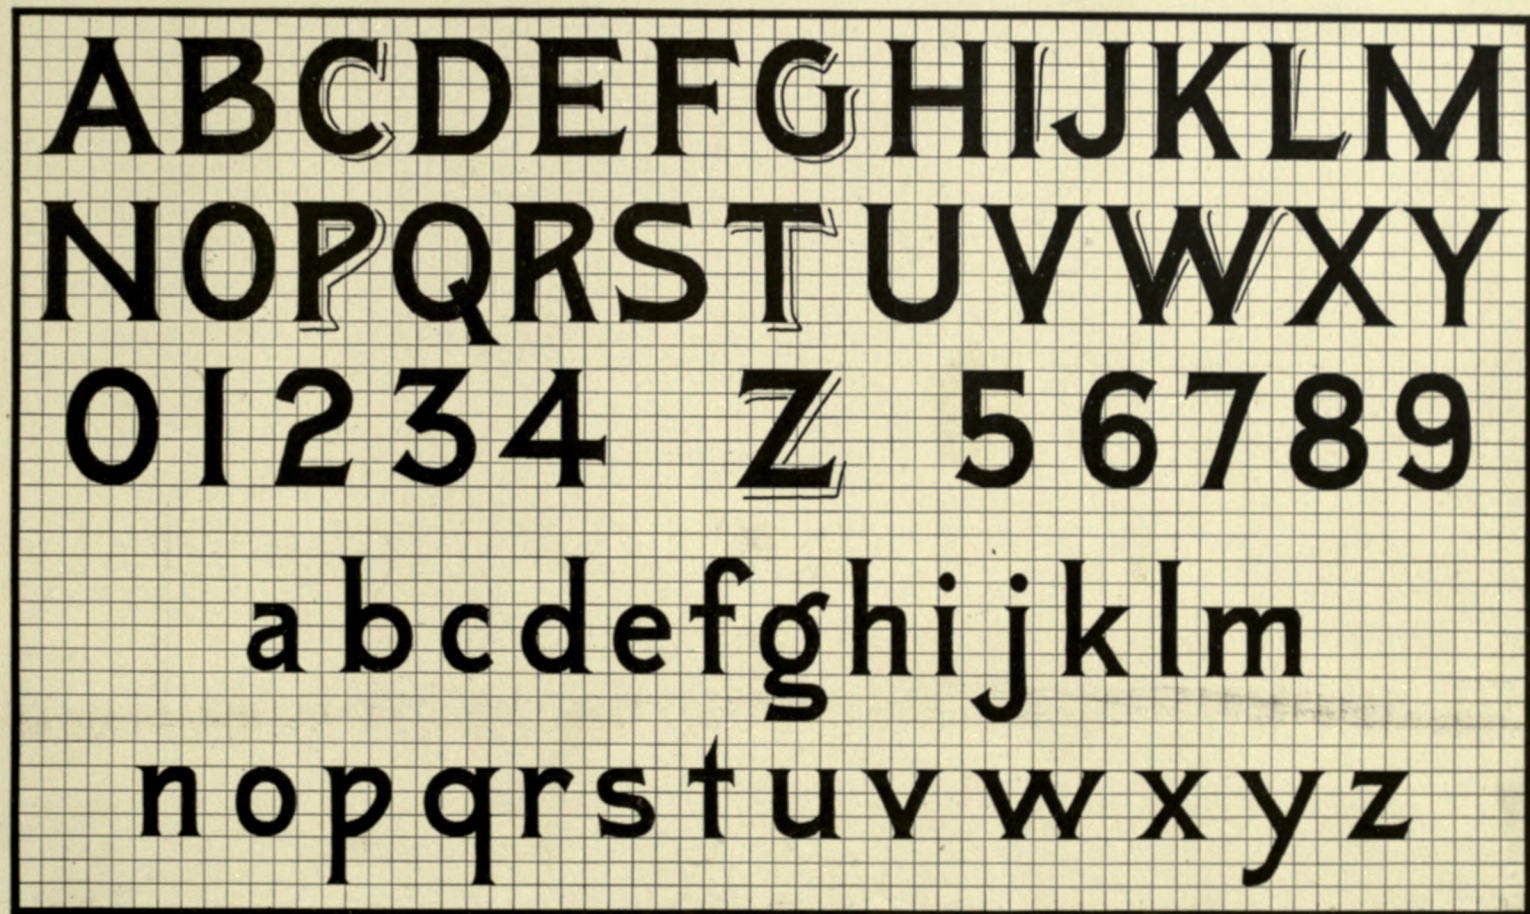 ABCDEFGHIJKLM
NOPQRSTUVWXY
01234 Z 56789
abcdefghijklm
nopqrstuvwxyz